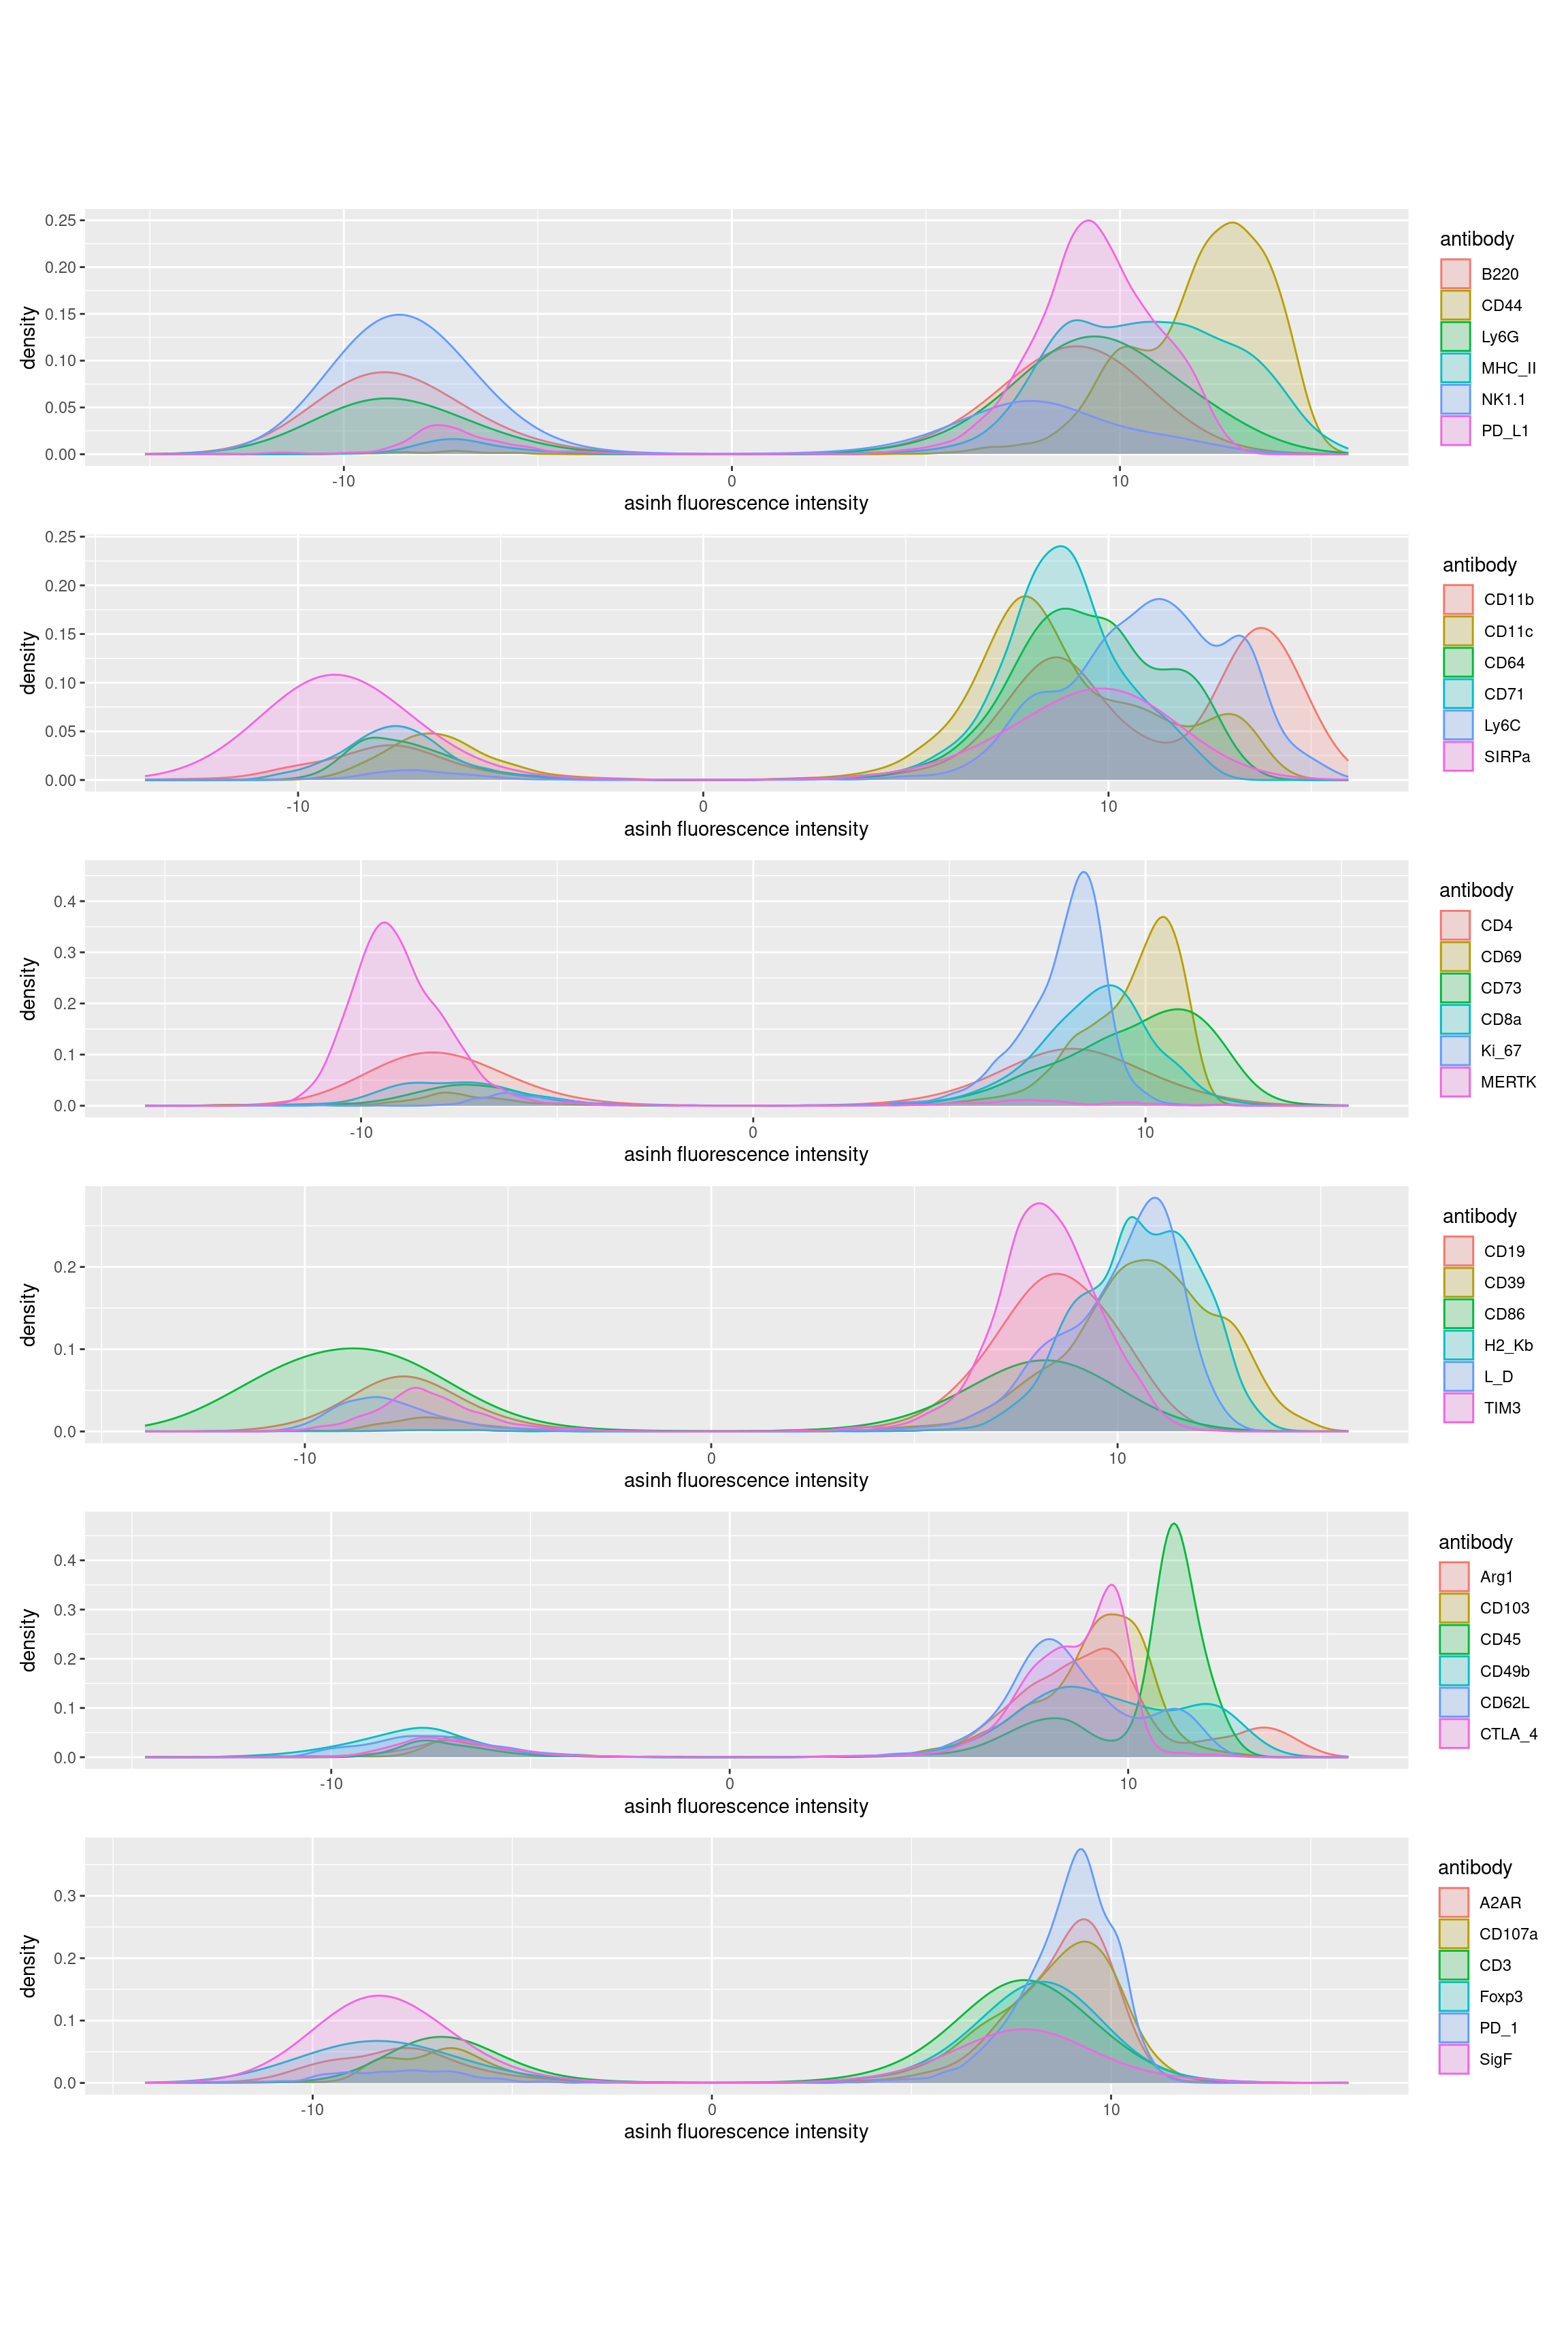 antibody
B220
CD44
Ly6G
MHC_II
NK1.1
PD_L1
density
0.25
0.20
0.15
0.10
0.05
0.00
-10 0 10
asinh fluorescence intensity
antibody
CD11b
CD11c
CD64
CD71
Ly6C
SIRPa
density
0.25
0.20
0.15
0.10
0.05
0.00
-10 0 10
asinh fluorescence intensity
antibody
CD4
CD69
CD73
CD8a
Ki_67
MERTK
density
0.4
0.3
0.2
0.1
0.0
-10 0 10
asinh fluorescence intensity
antibody
CD19
CD39
CD86
H2_Kb
L_D
TIM3
density
0.2
0.1
0.0
-10 0 10
asinh fluorescence intensity
antibody
Arg1
CD103
CD45
CD49b
CD62L
CTLA_4
density
0.4
0.3
0.2
0.1
0.0
-10 0 10
asinh fluorescence intensity
antibody
A2AR
CD107a
CD3
Foxp3
PD_1
SigF
density
0.3
0.2
0.1
0.0
-10 0 10
asinh fluorescence intensity